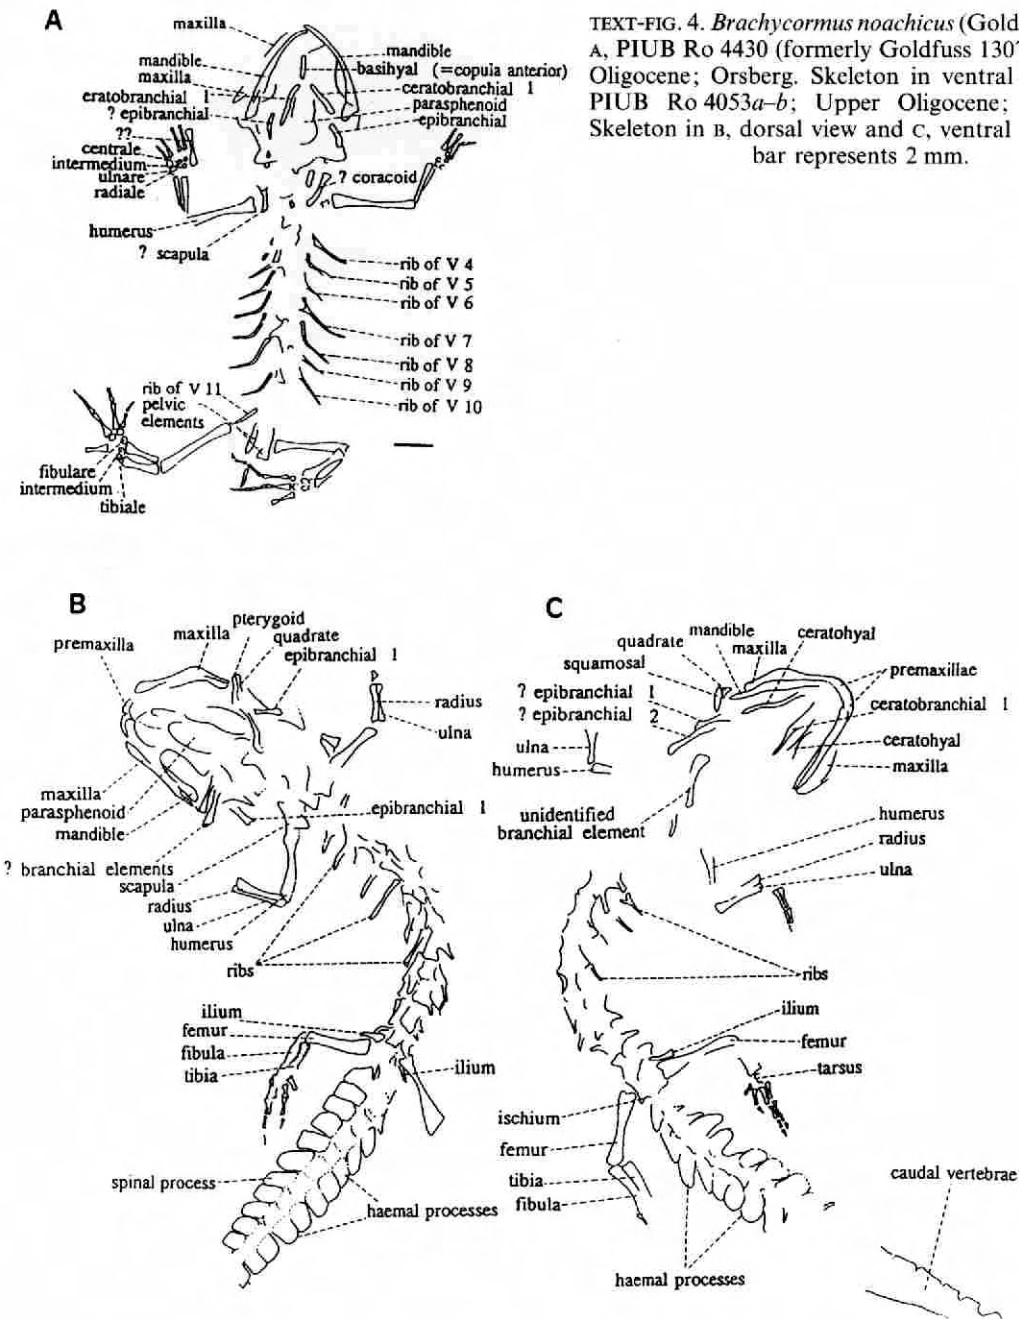 TEXT-FIG. 4. Brachycormus noachicus (Gold
A, PIUB Ro 4430 (formerly Goldfuss 130
Oligocene; Orsberg. Skeleton in ventral
PIUB Ro 4053a–b; Upper Oligocene;
Skeleton in B, dorsal view and C, ventral
bar represents 2 mm.
A
maxilla
mandible
maxilla
eratobranchial 1
? epibranchial
??
centrale
intermedium
ulnare
radiale
humerus
? scapula
mandible
basihyal (=copula anterior)
ceratobranchial 1
parasphenoid
epibranchial
? coracoid
rib of V 4
rib of V 5
rib of V 6
rib of V 7
rib of V 8
rib of V 9
rib of V 10
rib of V 11
pelvic
elements
fibulare
intermedium
tibiale
B
premaxilla
maxilla
pterygoid
quadrate
epibranchial 1
radius
ulna
maxilla
parasphenoid
mandible
epibranchial 1
? branchial elements
scapula
radius
ulna
humerus
ribs
ilium
femur
fibula
tibia
ilium
spinal process
haemal processes
C
quadrate
mandible
maxilla
ceratohyal
squamosal
premaxillae
? epibranchial 1
? epibranchial 2
ceratobranchial 1
ulna
humerus
ceratohyal
maxilla
unidentified
branchial element
humerus
radius
ulna
ribs
ilium
femur
tarsus
ischium
femur
tibia
fibula
haemal processes
caudal vertebrae